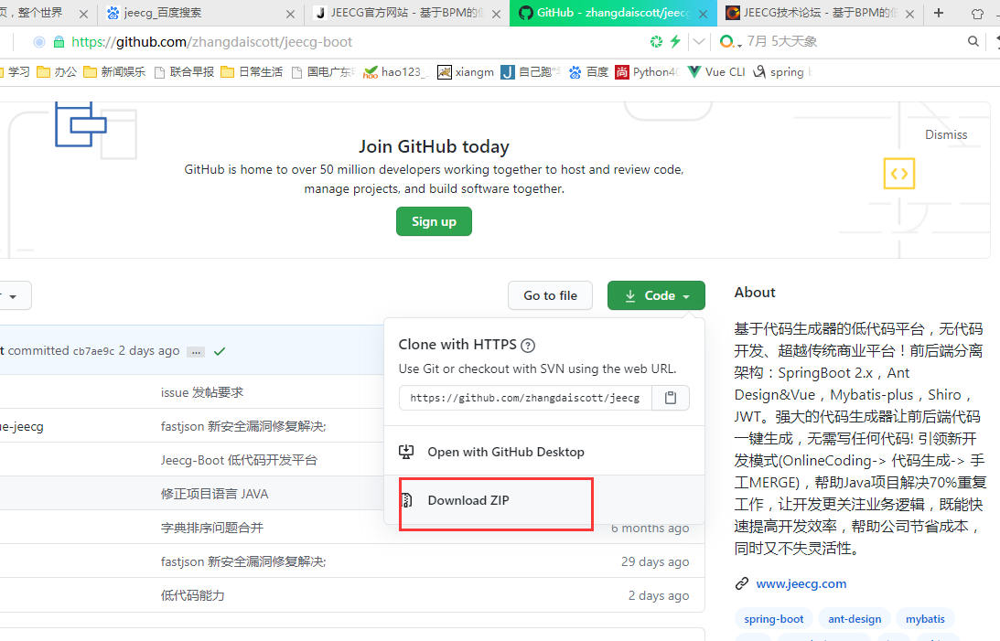 页，整个世界
jeecg_百度搜索
JEECG官方网站 - 基于BPM的
GitHub - zhangdaiscott/jeecg
JEECG技术论坛 - 基于BPM的
https://github.com/zhangdaiscott/jeecg-boot
7月 5大天象
学习
办公
新闻娱乐
联合早报
日常生活
国电广东
hao123_
xiangm
自己跑
百度
尚
Python4
Vue CLI
spring
Join GitHub today
Dismiss
GitHub is home to over 50 million developers working together to host and review code,
manage projects, and build software together.
Sign up
Go to file
Code
About
committed cb7ae9c 2 days ago
...
Clone with HTTPS
Use Git or checkout with SVN using the web URL.
https://github.com/zhangdaiscott/jeecg
Open with GitHub Desktop
Download ZIP
issue 发帖要求
ue-jeecg
fastjson 新安全漏洞修复解决;
Jeecg-Boot 低代码开发平台
修正项目语言 JAVA
字典排序问题合并
6 months ago
fastjson 新安全漏洞修复解决;
29 days ago
低代码能力
2 days ago
基于代码生成器的低代码平台，无代码
开发、超越传统商业平台！前后端分离
架构：SpringBoot 2.x，Ant
Design&Vue，Mybatis-plus，Shiro，
JWT。强大的代码生成器让前后端代码
一键生成，无需写任何代码! 引领新开
发模式(OnlineCoding-> 代码生成-> 手
工MERGE)，帮助Java项目解决70%重复
工作，让开发更关注业务逻辑，既能快
速提高开发效率，帮助公司节省成本，
同时又不失灵活性。
www.jeecg.com
spring-boot
ant-design
mybatis